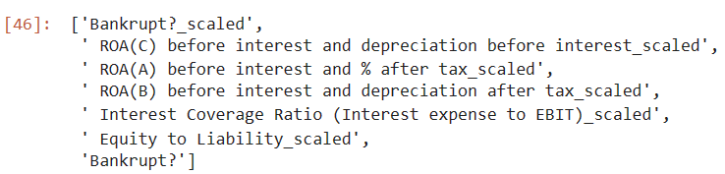 [46]: ['Bankrupt?_scaled',
' ROA(C) before interest and depreciation before interest_scaled',
' ROA(A) before interest and % after tax_scaled',
' ROA(B) before interest and depreciation after tax_scaled',
' Interest Coverage Ratio (Interest expense to EBIT)_scaled',
' Equity to Liability_scaled',
'Bankrupt?']